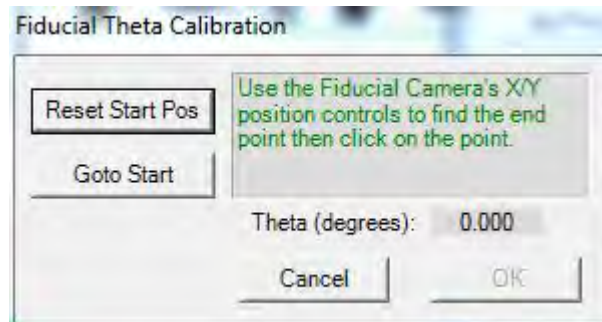 Fiducial Theta Calibration
Reset Start Pos
Use the Fiducial Camera's X/Y
position controls to find the end
point then click on the point.
Goto Start
Theta (degrees): 0.000
Cancel OK